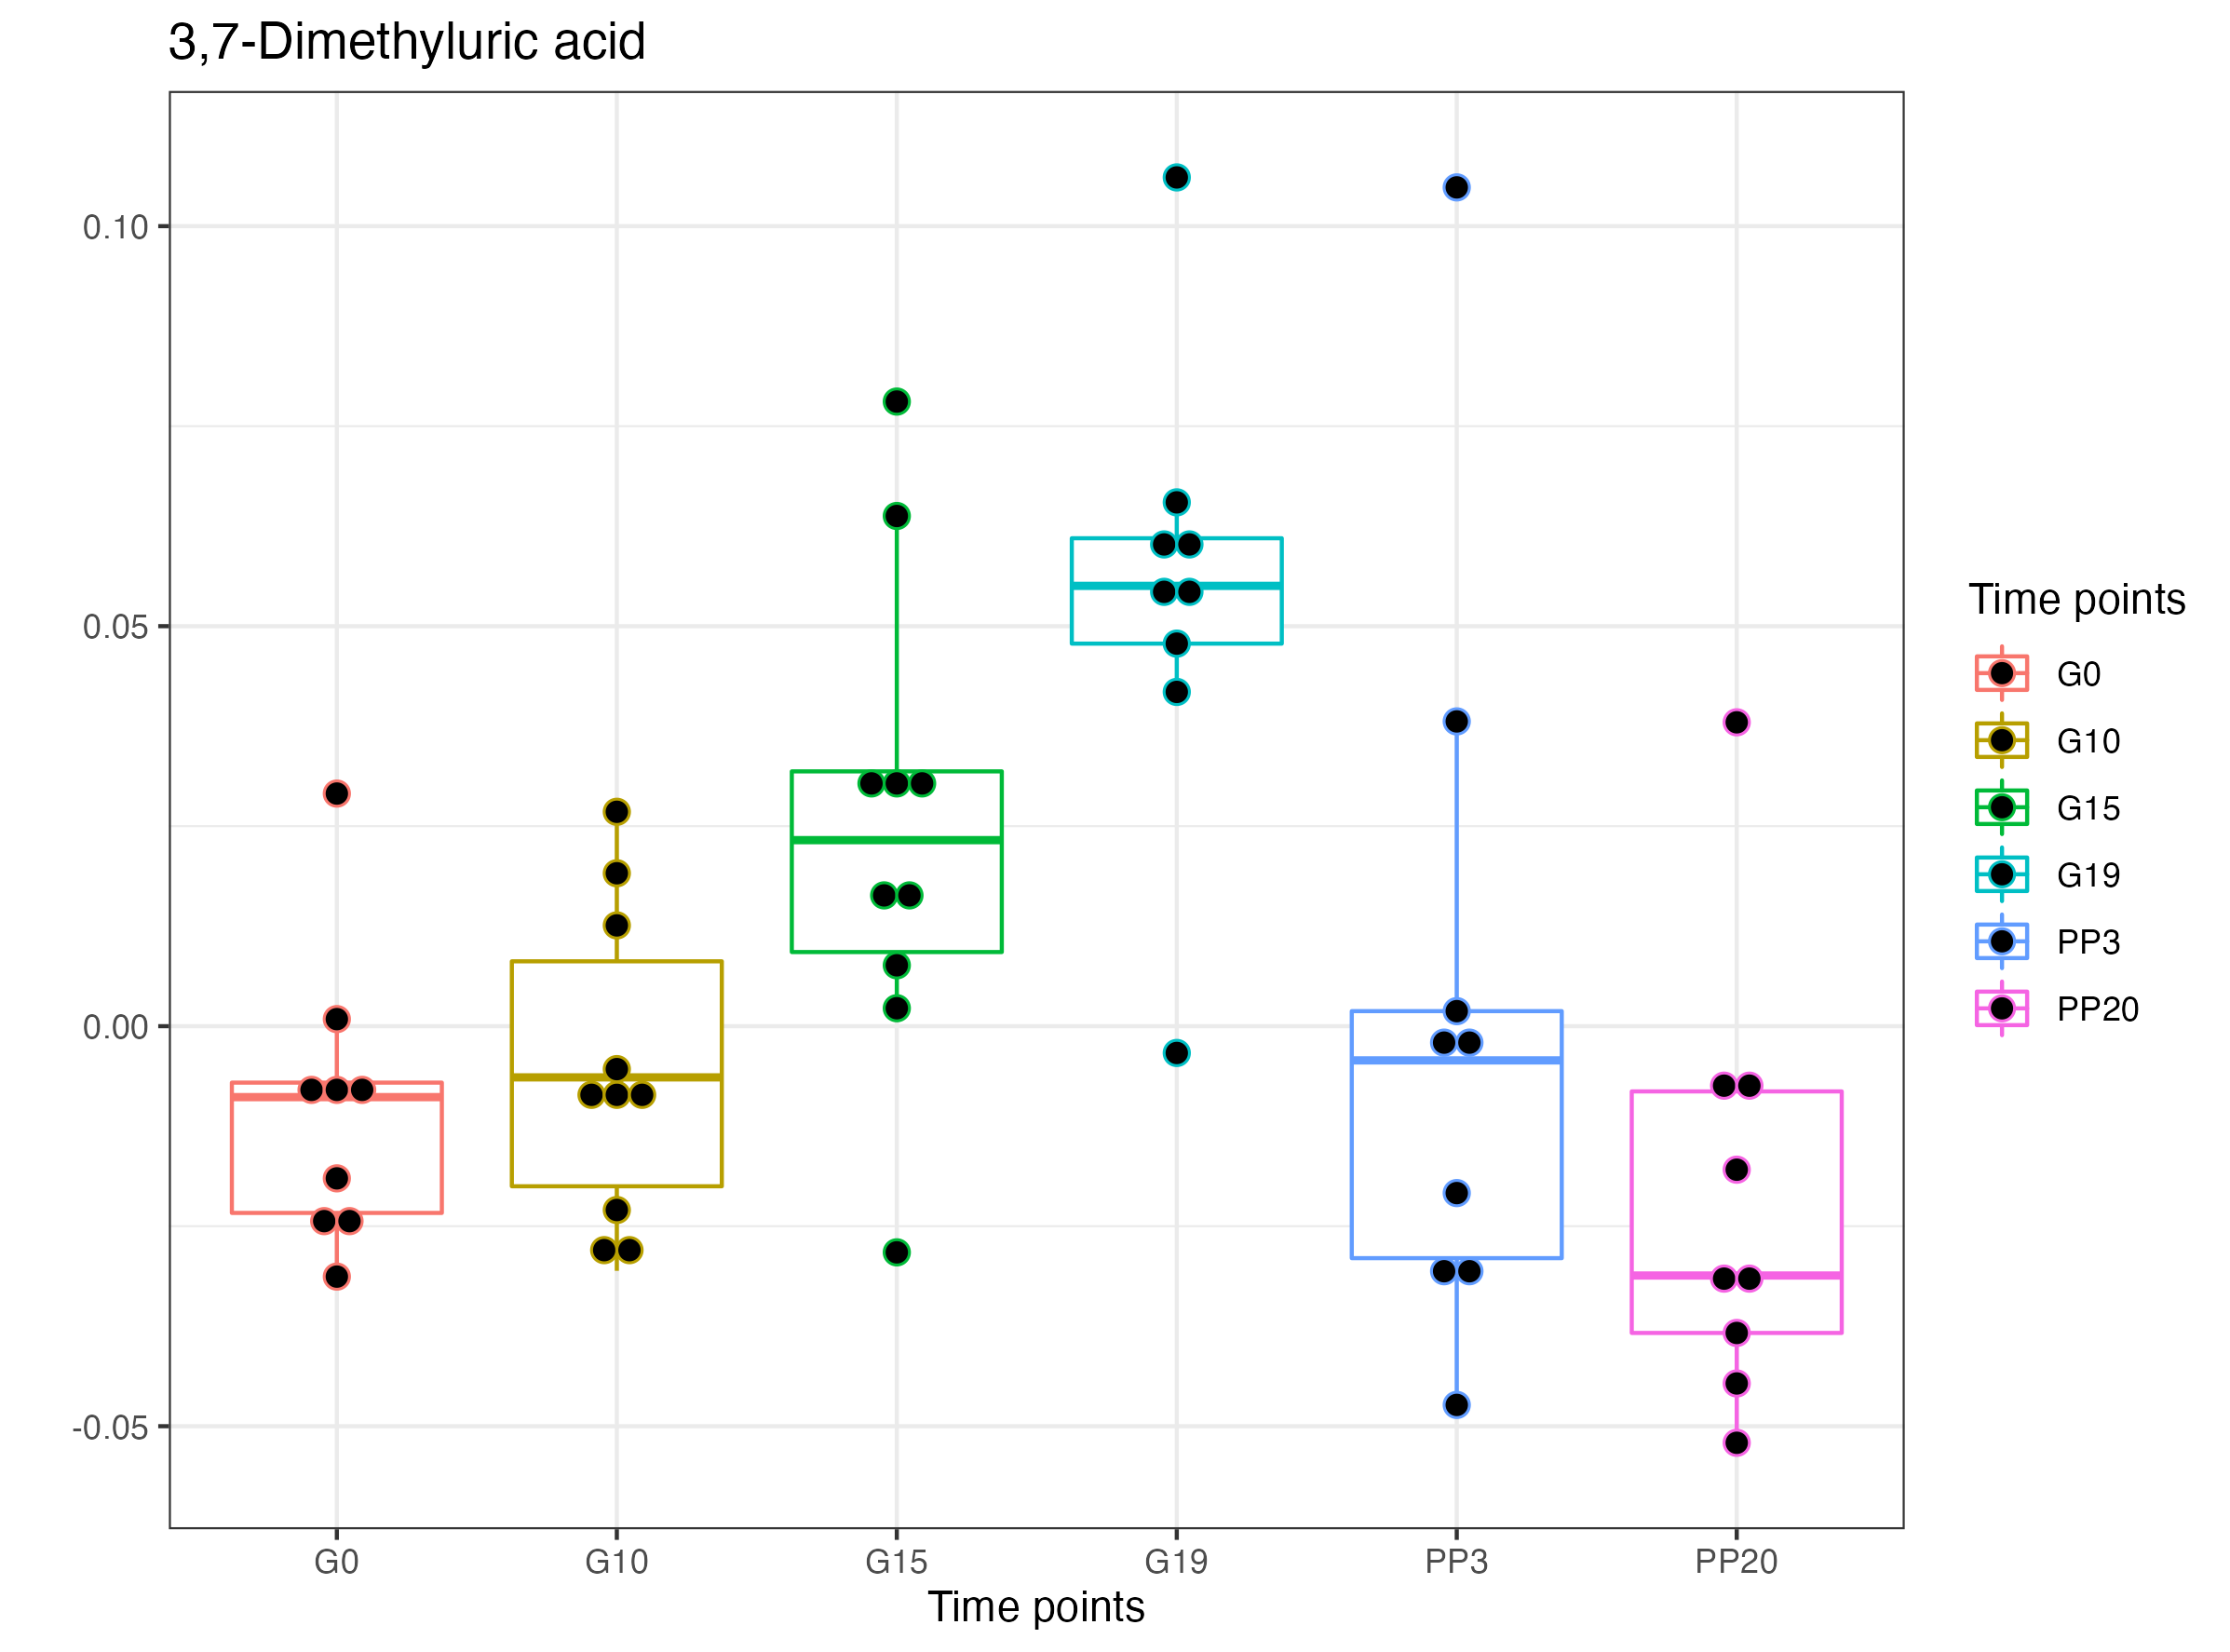 3,7-Dimethyluric acid
0.10
0.05
0.00
-0.05
G0 G10 G15 G19 PP3 PP20
Time points
Time points
G0
G10
G15
G19
PP3
PP20